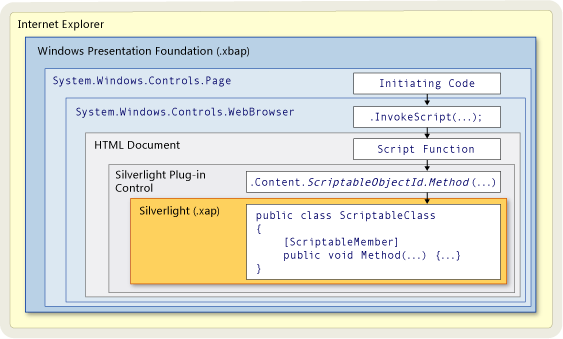 Internet Explorer
Windows Presentation Foundation (.xbap)
System.Windows.Controls.Page
Initiating Code
System.Windows.Controls.WebBrowser
.InvokeScript(...);
HTML Document
Script Function
Silverlight Plug-in
Control
.Content.ScriptableObjectId.Method(...)
Silverlight (.xap)
public class ScriptableClass
{
[ScriptableMember]
public void Method(...) {...}
}